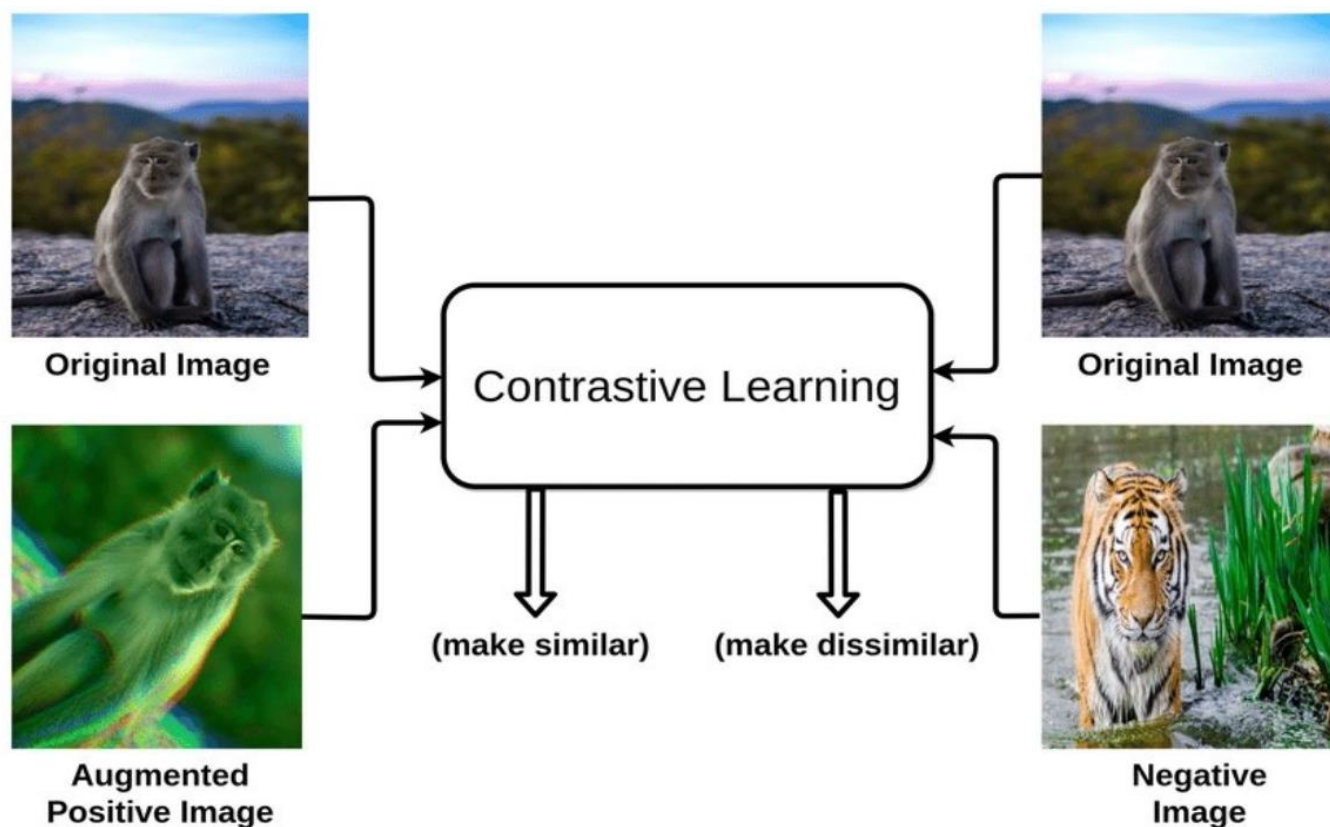 Original Image
Original Image
Contrastive Learning
(make similar)
(make dissimilar)
Augmented
Positive Image
Negative
Image